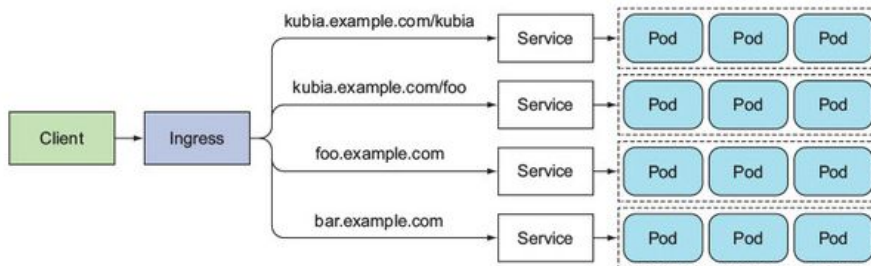 kubia.example.com/kubia
Service
Pod Pod Pod
kubia.example.com/foo
Service
Pod Pod Pod
Client
Ingress
foo.example.com
Service
Pod Pod Pod
bar.example.com
Service
Pod Pod Pod